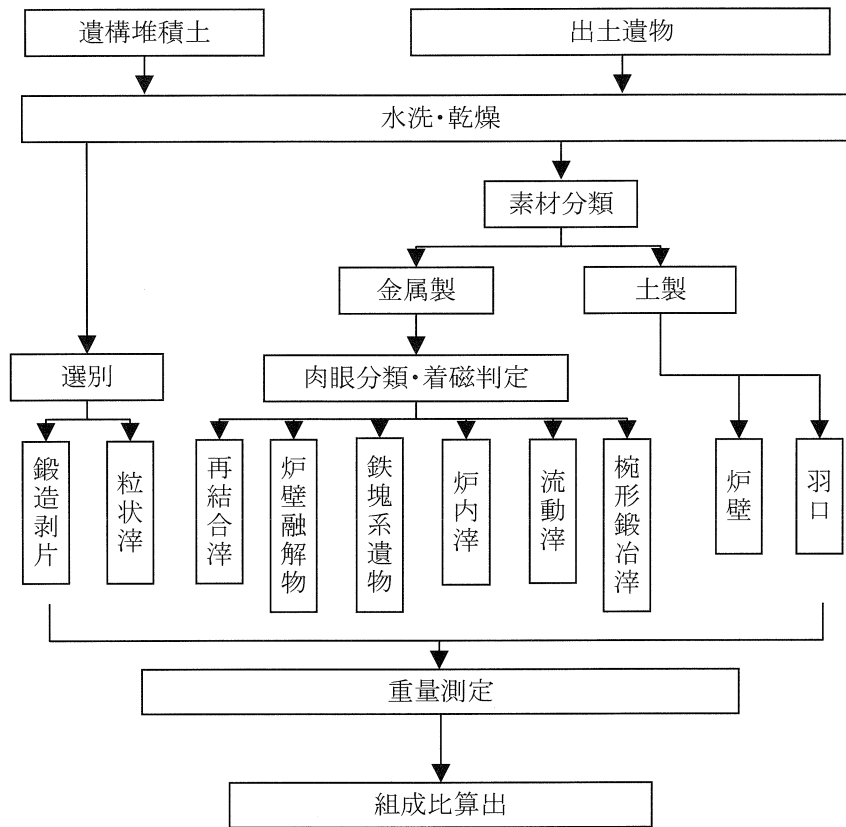 遺構堆積土
出土遺物
水洗・乾燥
素材分類
金属製
土製
選別
肉眼分類・着磁判定
鍛造剥片
粒状滓
再結合滓
炉壁融解物
鉄塊系遺物
炉内滓
流動滓
椀形鍛冶滓
炉壁
羽口
重量測定
組成比算出